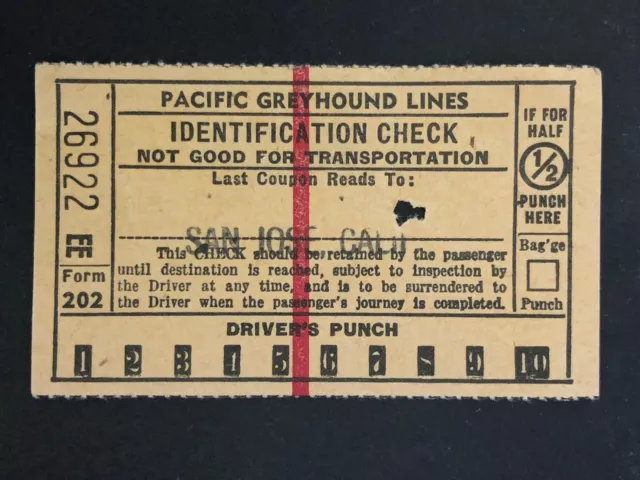 26922 EE
Form
202
PACIFIC GREYHOUND LINES
IDENTIFICATION CHECK
NOT GOOD FOR TRANSPORTATION
Last Coupon Reads To:
SAN JOSE CALIF
This CHECK should be retained by the passenger
until destination is reached, subject to inspection by
the Driver at any time, and is to be surrendered to
the Driver when the passenger's journey is completed.
IF FOR
HALF
1/2
PUNCH
HERE
Bag'ge
Punch
DRIVER'S PUNCH
1 2 3 4 5 6 7 8 9 10